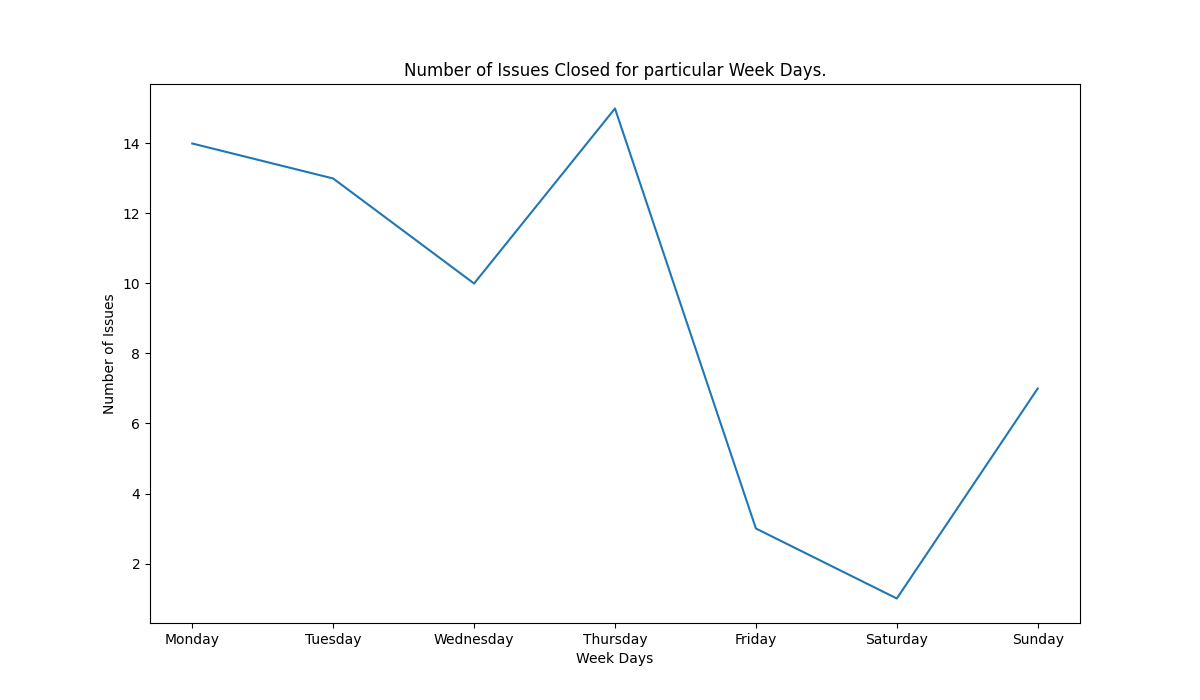 Number of Issues Closed for particular Week Days.
Number of Issues
14
12
10
8
6
4
2
Monday Tuesday Wednesday Thursday Friday Saturday Sunday
Week Days